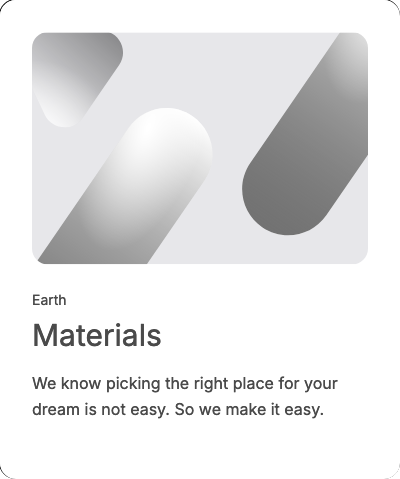 Earth
Materials
We know picking the right place for your
dream is not easy. So we make it easy.